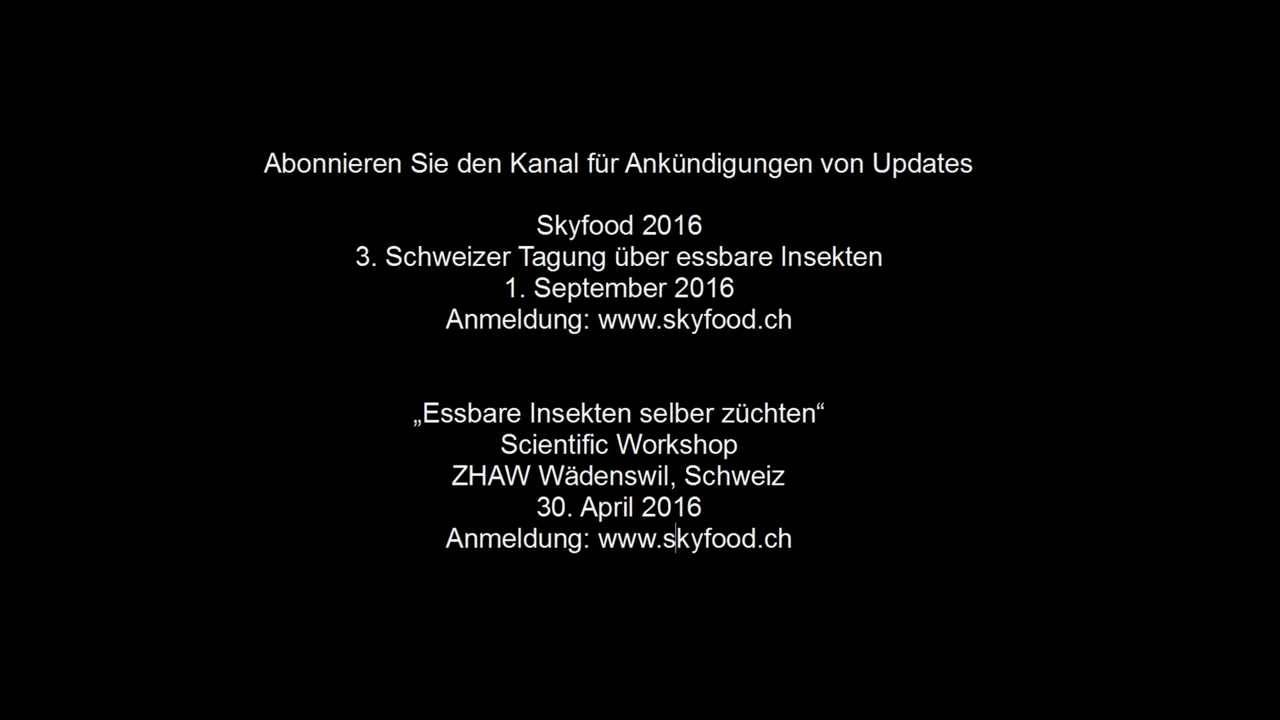 Abonnieren Sie den Kanal für Ankündigungen von Updates
Skyfood 2016
3. Schweizer Tagung über essbare Insekten
1. September 2016
Anmeldung: www.skyfood.ch
„Essbare Insekten selber züchten“
Scientific Workshop
ZHAW Wädenswil, Schweiz
30. April 2016
Anmeldung: www.skyfood.ch